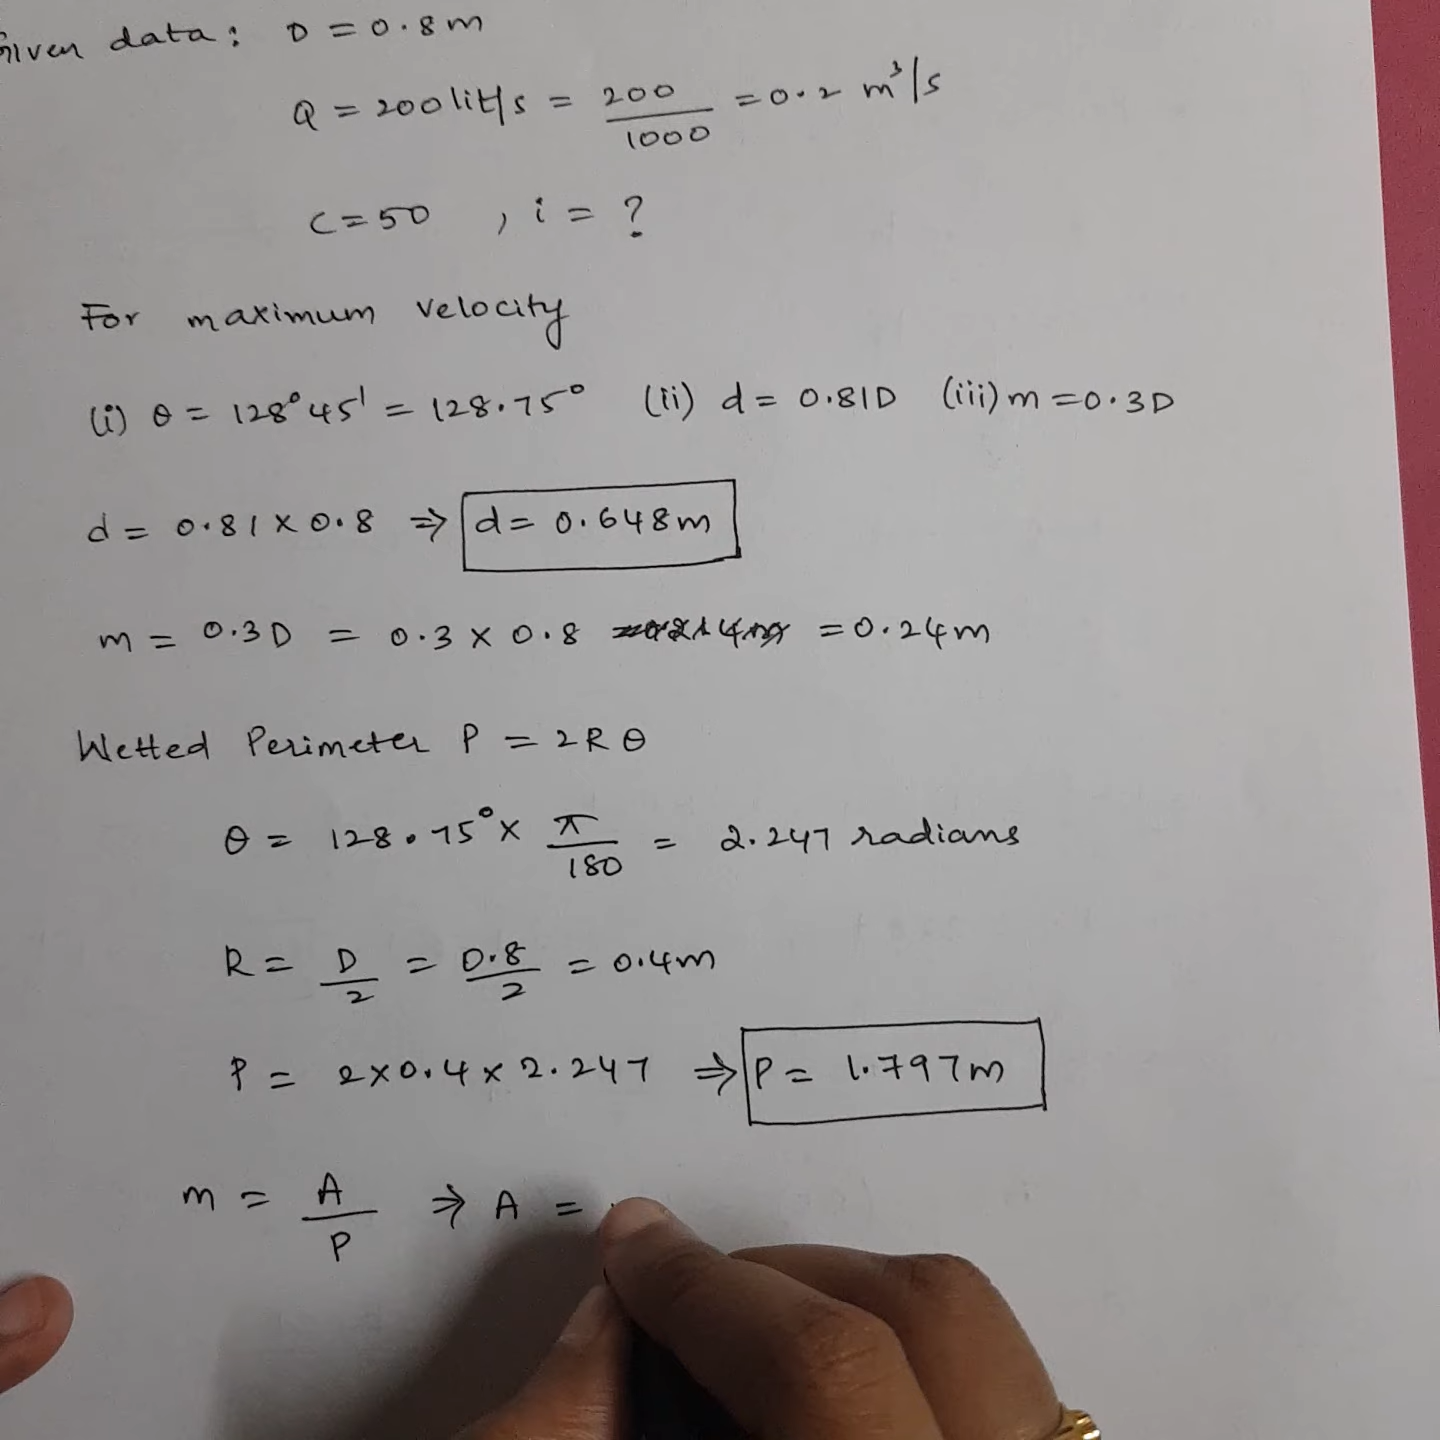 Given data: D = 0.8m
Q = 200 lit/s = 200/1000 = 0.2 m³/s
C = 50 , i = ?
For maximum velocity
(i) θ = 128°45' = 128.75° (ii) d = 0.81D (iii) m = 0.3D
d = 0.81 × 0.8 ⇒ d = 0.648m
m = 0.3D = 0.3 × 0.8 = 0.24m
Wetted Perimeter P = 2Rθ
θ = 128.75° × π/180 = 2.247 radians
R = D/2 = 0.8/2 = 0.4m
P = 2×0.4×2.247 ⇒ P = 1.797m
m = A/P ⇒ A =